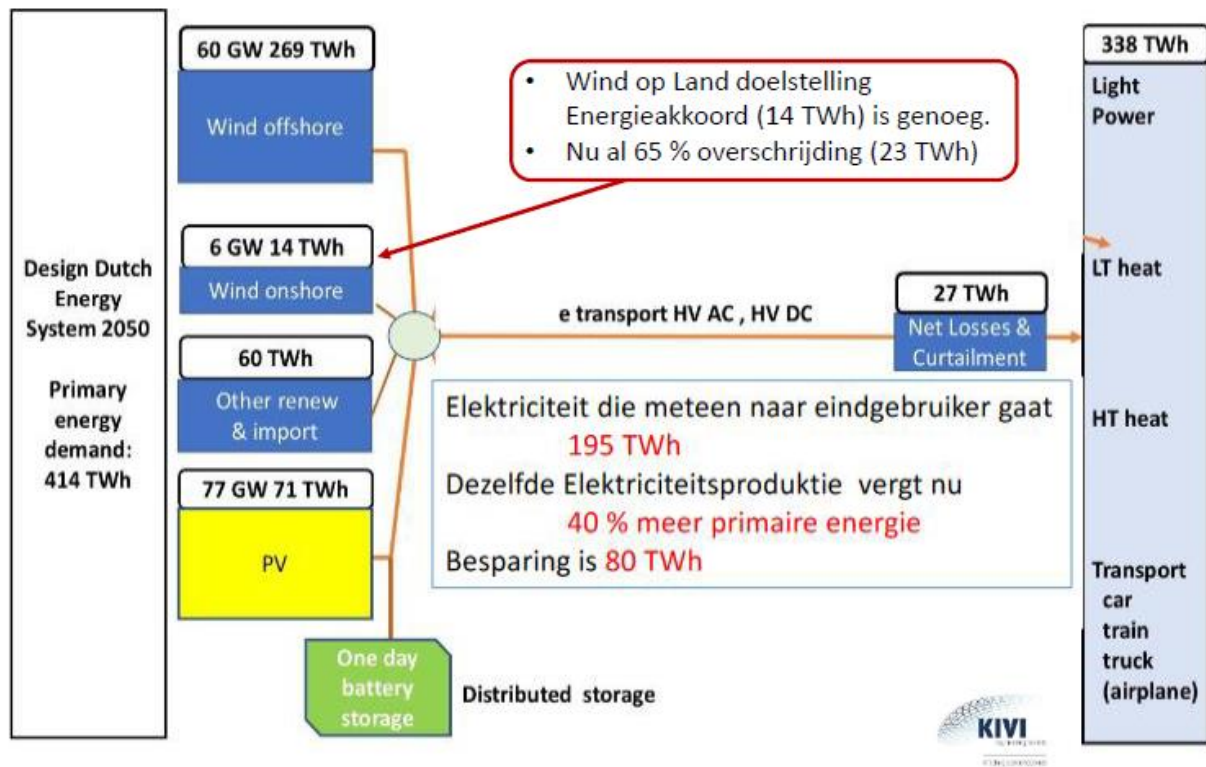 Design Dutch
Energy
System 2050
Primary
energy
demand:
414 TWh
60 GW 269 TWh
Wind offshore
6 GW 14 TWh
Wind onshore
60 TWh
Other renew
& import
77 GW 71 TWh
PV
One day
battery
storage
Distributed storage
• Wind op Land doelstelling
Energieakkoord (14 TWh) is genoeg.
• Nu al 65 % overschrijding (23 TWh)
e transport HV AC , HV DC
27 TWh
Net Losses &
Curtailment
Elektriciteit die meteen naar eindgebruiker gaat
195 TWh
Dezelfde Elektriciteitsproduktie vergt nu
40 % meer primaire energie
Besparing is 80 TWh
338 TWh
Light
Power
LT heat
HT heat
Transport
car
train
truck
(airplane)
KIVI